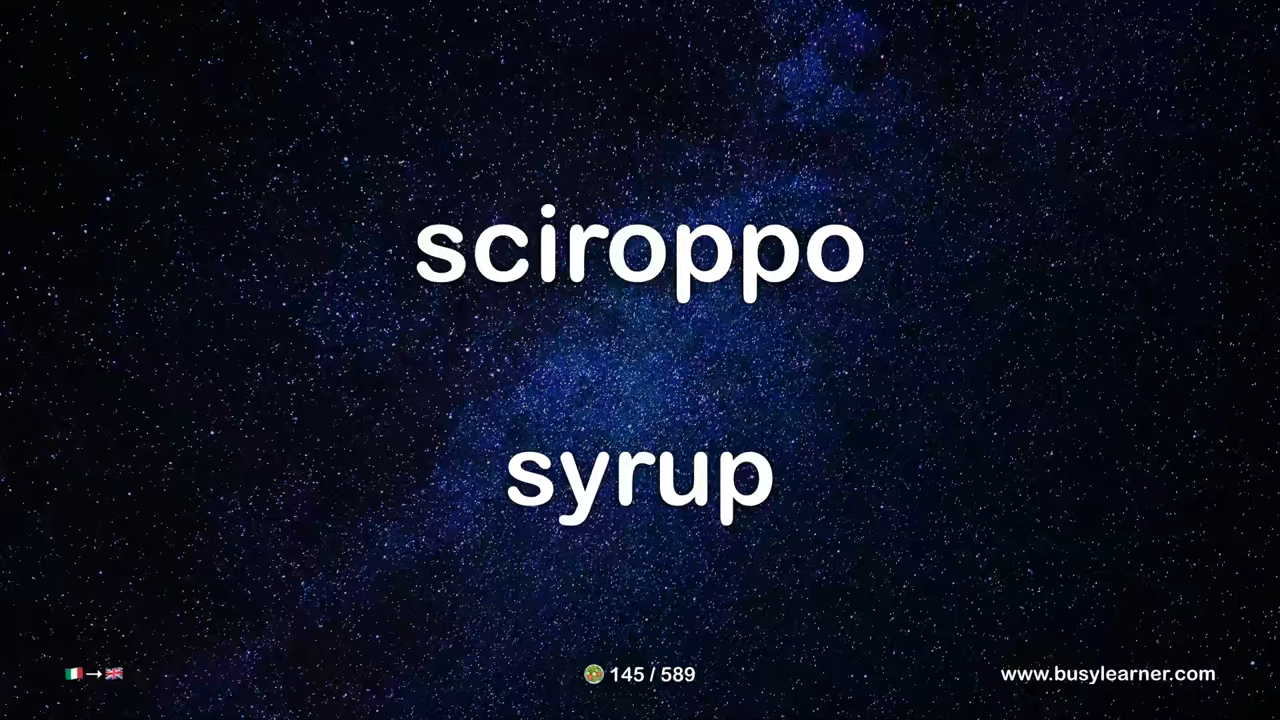 sciroppo
syrup
🇮🇹→🇬🇧
145 / 589
www.busylearner.com